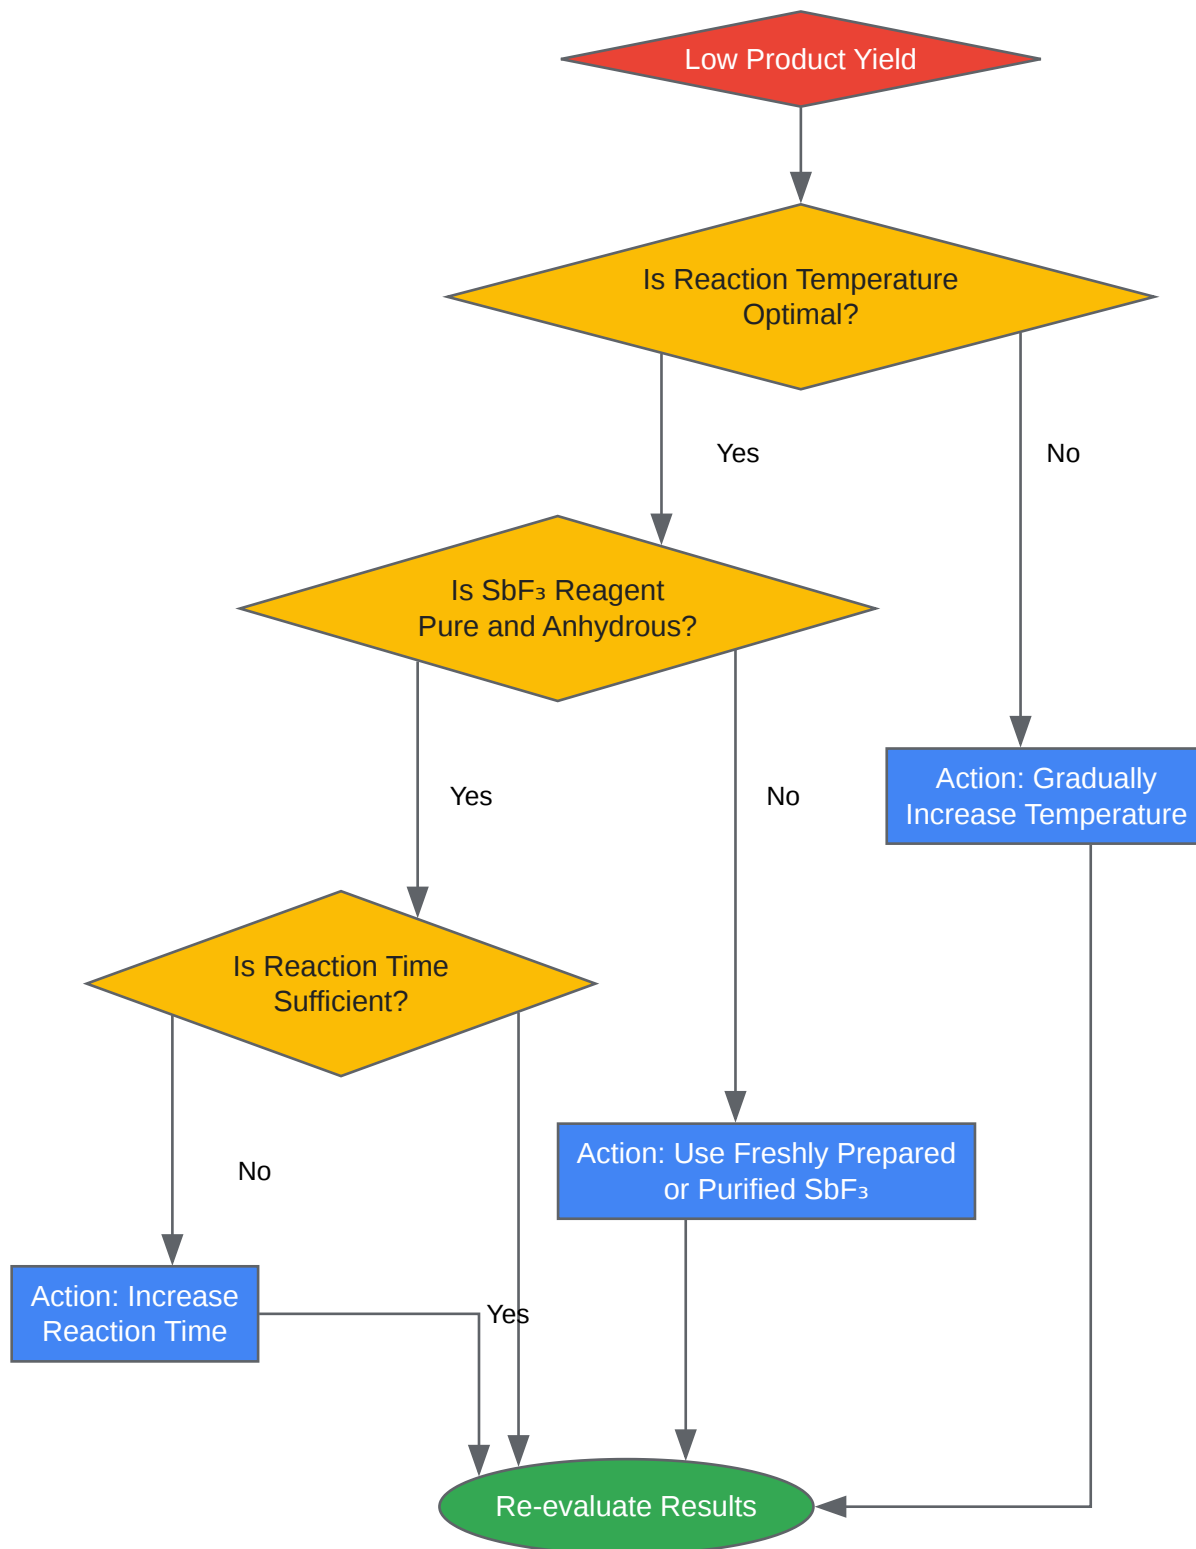 Low Product Yield
Is Reaction Temperature
Optimal?
Yes
No
Is SbF₃ Reagent
Pure and Anhydrous?
Yes
No
Action: Gradually
Increase Temperature
Is Reaction Time
Sufficient?
No
Action: Use Freshly Prepared
or Purified SbF₃
Action: Increase
Reaction Time
Yes
Re-evaluate Results